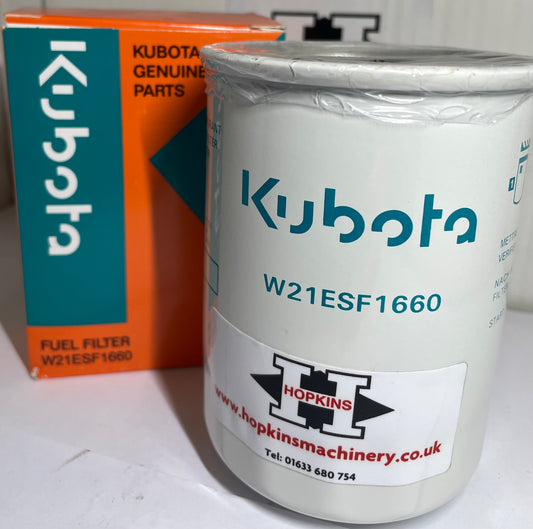 Kubota
KUBOTA
GENUINE
PARTS
FUEL FILTER
W21ESF1660
Kubota
W21ESF1660
H
HOPKINS
www.hopkinsmachinery.co.uk
Tel: 01633 680 754